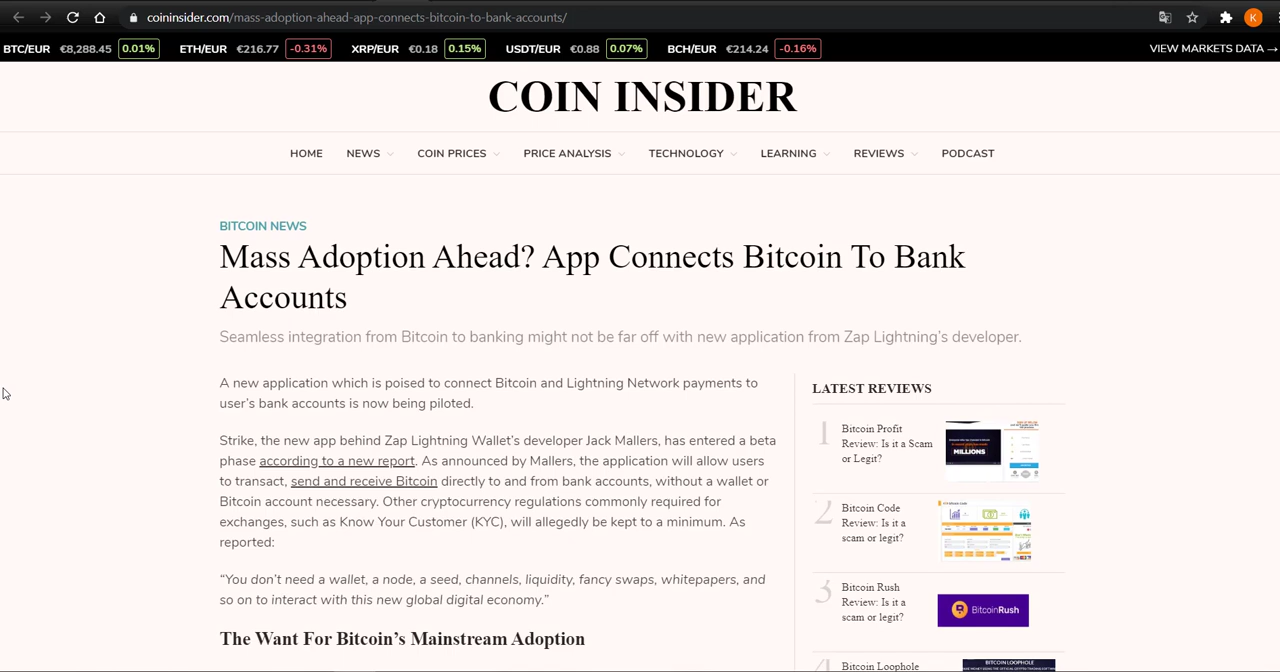 coininsider.com/mass-adoption-ahead-app-connects-bitcoin-to-bank-accounts/
K
BTC/EUR €8,288.45 0.01% ETH/EUR €216.77 -0.31% XRP/EUR €0.18 0.15% USDT/EUR €0.88 0.07% BCH/EUR €214.24 -0.16% VIEW MARKETS DATA →
COIN INSIDER
HOME NEWS COIN PRICES PRICE ANALYSIS TECHNOLOGY LEARNING REVIEWS PODCAST
BITCOIN NEWS
Mass Adoption Ahead? App Connects Bitcoin To Bank
Accounts
Seamless integration from Bitcoin to banking might not be far off with new application from Zap Lightning's developer.
A new application which is poised to connect Bitcoin and Lightning Network payments to
user's bank accounts is now being piloted.
Strike, the new app behind Zap Lightning Wallet's developer Jack Mallers, has entered a beta
phase according to a new report. As announced by Mallers, the application will allow users
to transact, send and receive Bitcoin directly to and from bank accounts, without a wallet or
Bitcoin account necessary. Other cryptocurrency regulations commonly required for
exchanges, such as Know Your Customer (KYC), will allegedly be kept to a minimum. As
reported:
“You don't need a wallet, a node, a seed, channels, liquidity, fancy swaps, whitepapers, and
so on to interact with this new global digital economy.”
The Want For Bitcoin's Mainstream Adoption
LATEST REVIEWS
1
Bitcoin Profit
Review: Is it a Scam
or Legit?
MILLIONS
2
Bitcoin Code
Review: Is it a
scam or legit?
3
Bitcoin Rush
Review: Is it a
scam or legit?
BitcoinRush
4
Bitcoin Loophole
BITCOIN LOOPHOLE